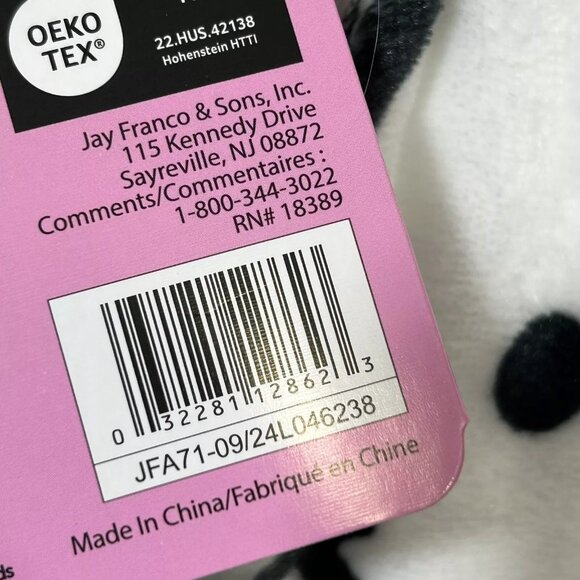 OEKO
TEX®
22.HUS.42138
Hohenstein HTTI
Jay Franco & Sons, Inc.
115 Kennedy Drive
Sayreville, NJ 08872
Comments/Commentaires :
1-800-344-3022
RN# 18389
0 32281 12862 3
JFA71-09/24L046238
Made In China/Fabriqué en Chine